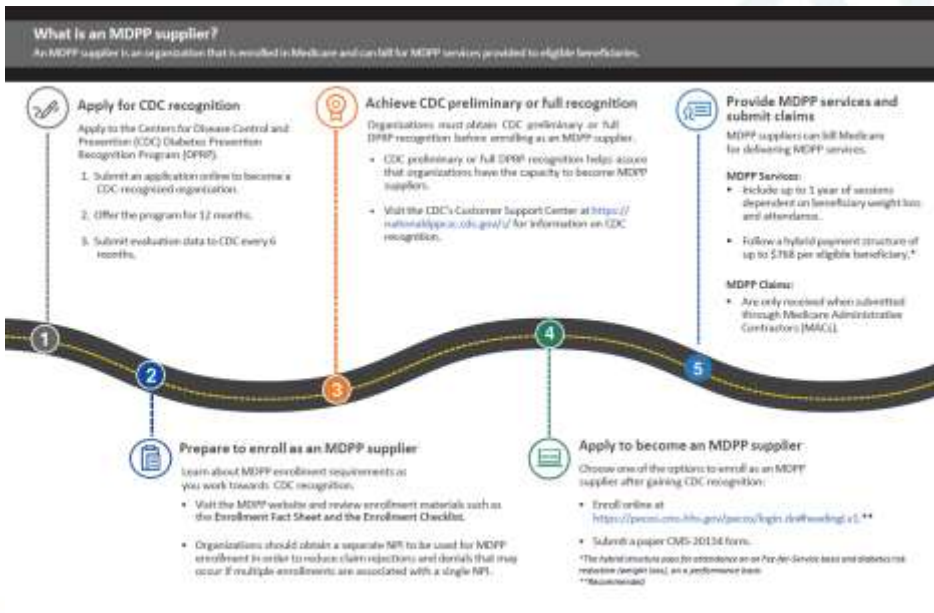 What is an MDPP supplier?
An MDPP supplier is an organization that is enrolled in Medicare and can bill for MDPP services provided to eligible beneficiaries.
Apply for CDC recognition
Apply to the Centers for Disease Control and
Prevention (CDC) Diabetes Prevention
Recognition Program (DPRP).
1. Submit an application online to become a
CDC-recognized organization.
2. Offer the program for 12 months.
3. Submit evaluation data to CDC every 6
months.
Achieve CDC preliminary or full recognition
Organizations must obtain CDC preliminary or full
DPRP recognition before enrolling as an MDPP supplier.
• CDC preliminary or full DPRP recognition helps assure
that organizations have the capacity to become MDPP
suppliers.
• Visit the CDC's Customer Support Center at https://
nationaldppcsc.cdc.gov/s/ for information on CDC
recognition.
Provide MDPP services and
submit claims
MDPP suppliers can bill Medicare
for delivering MDPP services.
MDPP Services:
• Include up to 1 year of sessions
dependent on beneficiary weight loss
and attendance.
• Follow a hybrid payment structure of
up to $768 per eligible beneficiary.*
MDPP Claims:
• Are only received when submitted
through Medicare Administrative
Contractors (MACs).
1
2
3
4
5
Prepare to enroll as an MDPP supplier
Learn about MDPP enrollment requirements as
you work towards CDC recognition.
• Visit the MDPP website and review enrollment materials such as
the Enrollment Fact Sheet and the Enrollment Checklist.
• Organizations should obtain a separate NPI to be used for MDPP
enrollment in order to reduce claim rejections and denials that may
occur if multiple enrollments are associated with a single NPI.
Apply to become an MDPP supplier
Choose one of the options to enroll as an MDPP
supplier after gaining CDC recognition:
• Enroll online at
https://pecos.cms.hhs.gov/pecos/login.do#headingLv1.**
• Submit a paper CMS-20134 form.
*The hybrid structure pays for attendance on an Fee-for-Service basis and diabetes risk
reduction (weight loss), on a performance basis
**Recommended